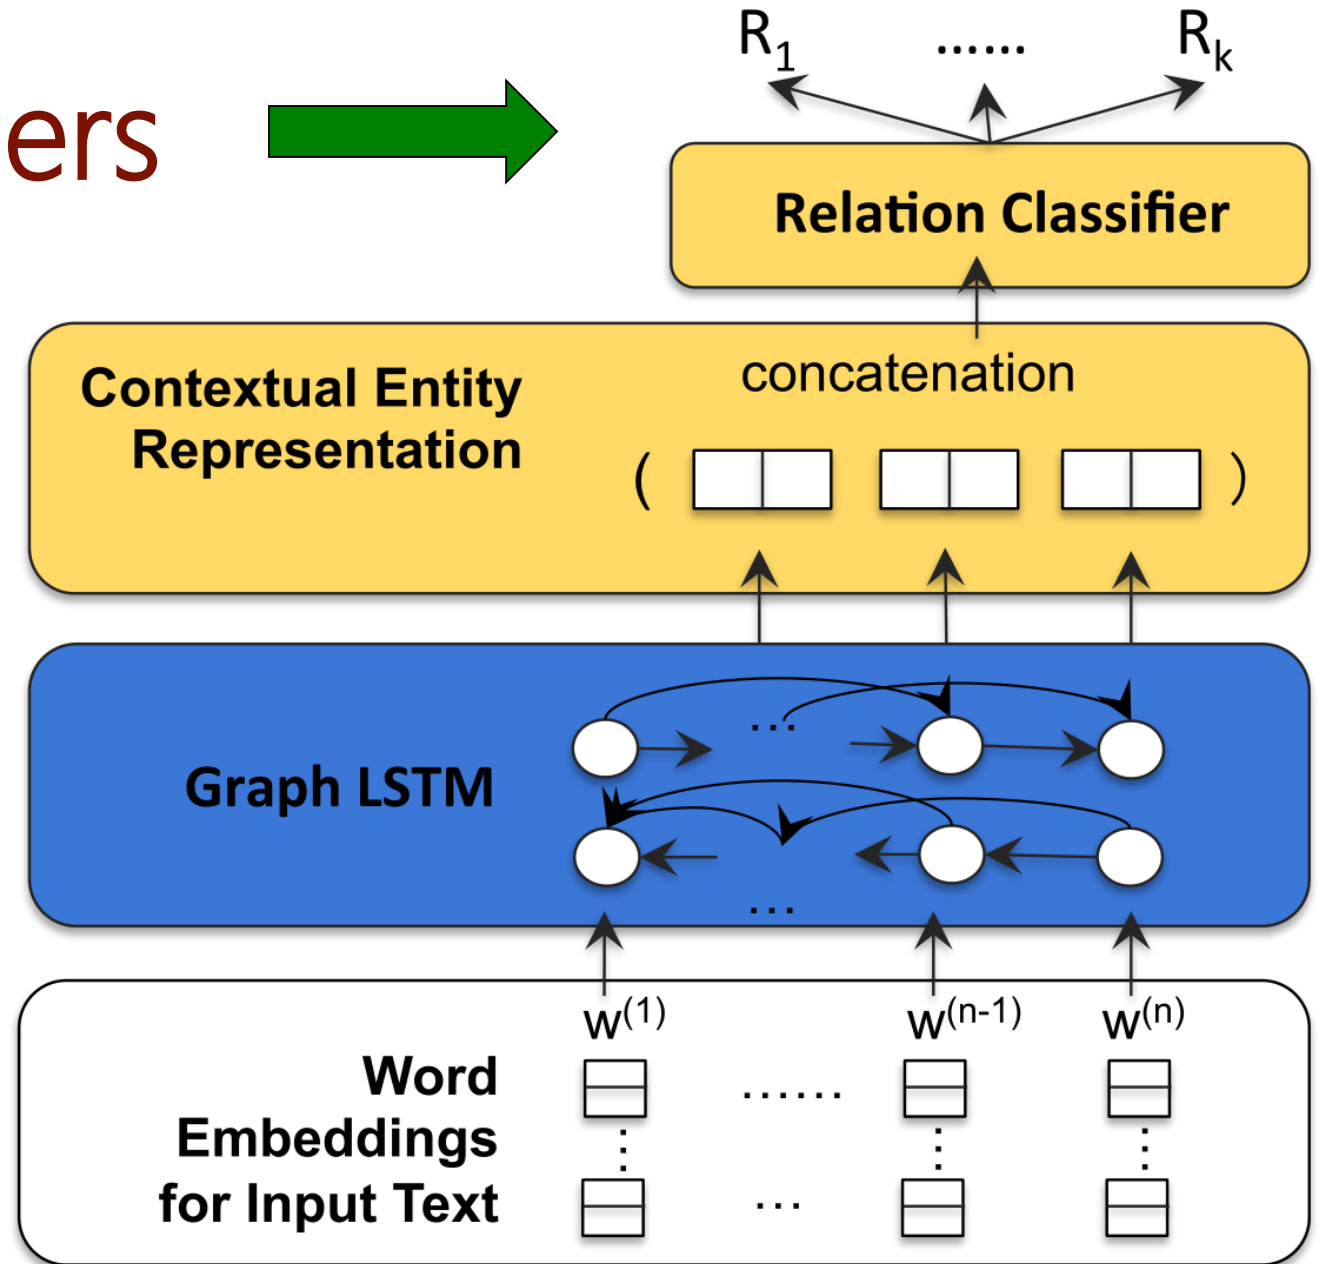 R1 ...... Rk
ers
Relation Classifier
Contextual Entity
Representation
concatenation
( )
...
Graph LSTM
...
w(1) w(n-1) w(n)
Word
Embeddings
for Input Text
......
...